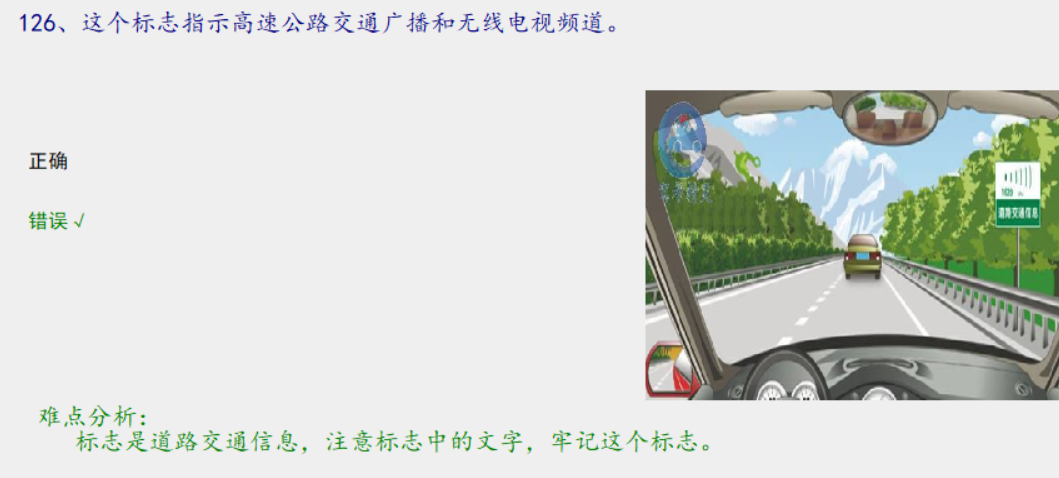 126、这个标志指示高速公路交通广播和无线电视频道。
正确
错误 √
1620
道路交通信息
难点分析：
标志是道路交通信息，注意标志中的文字，牢记这个标志。